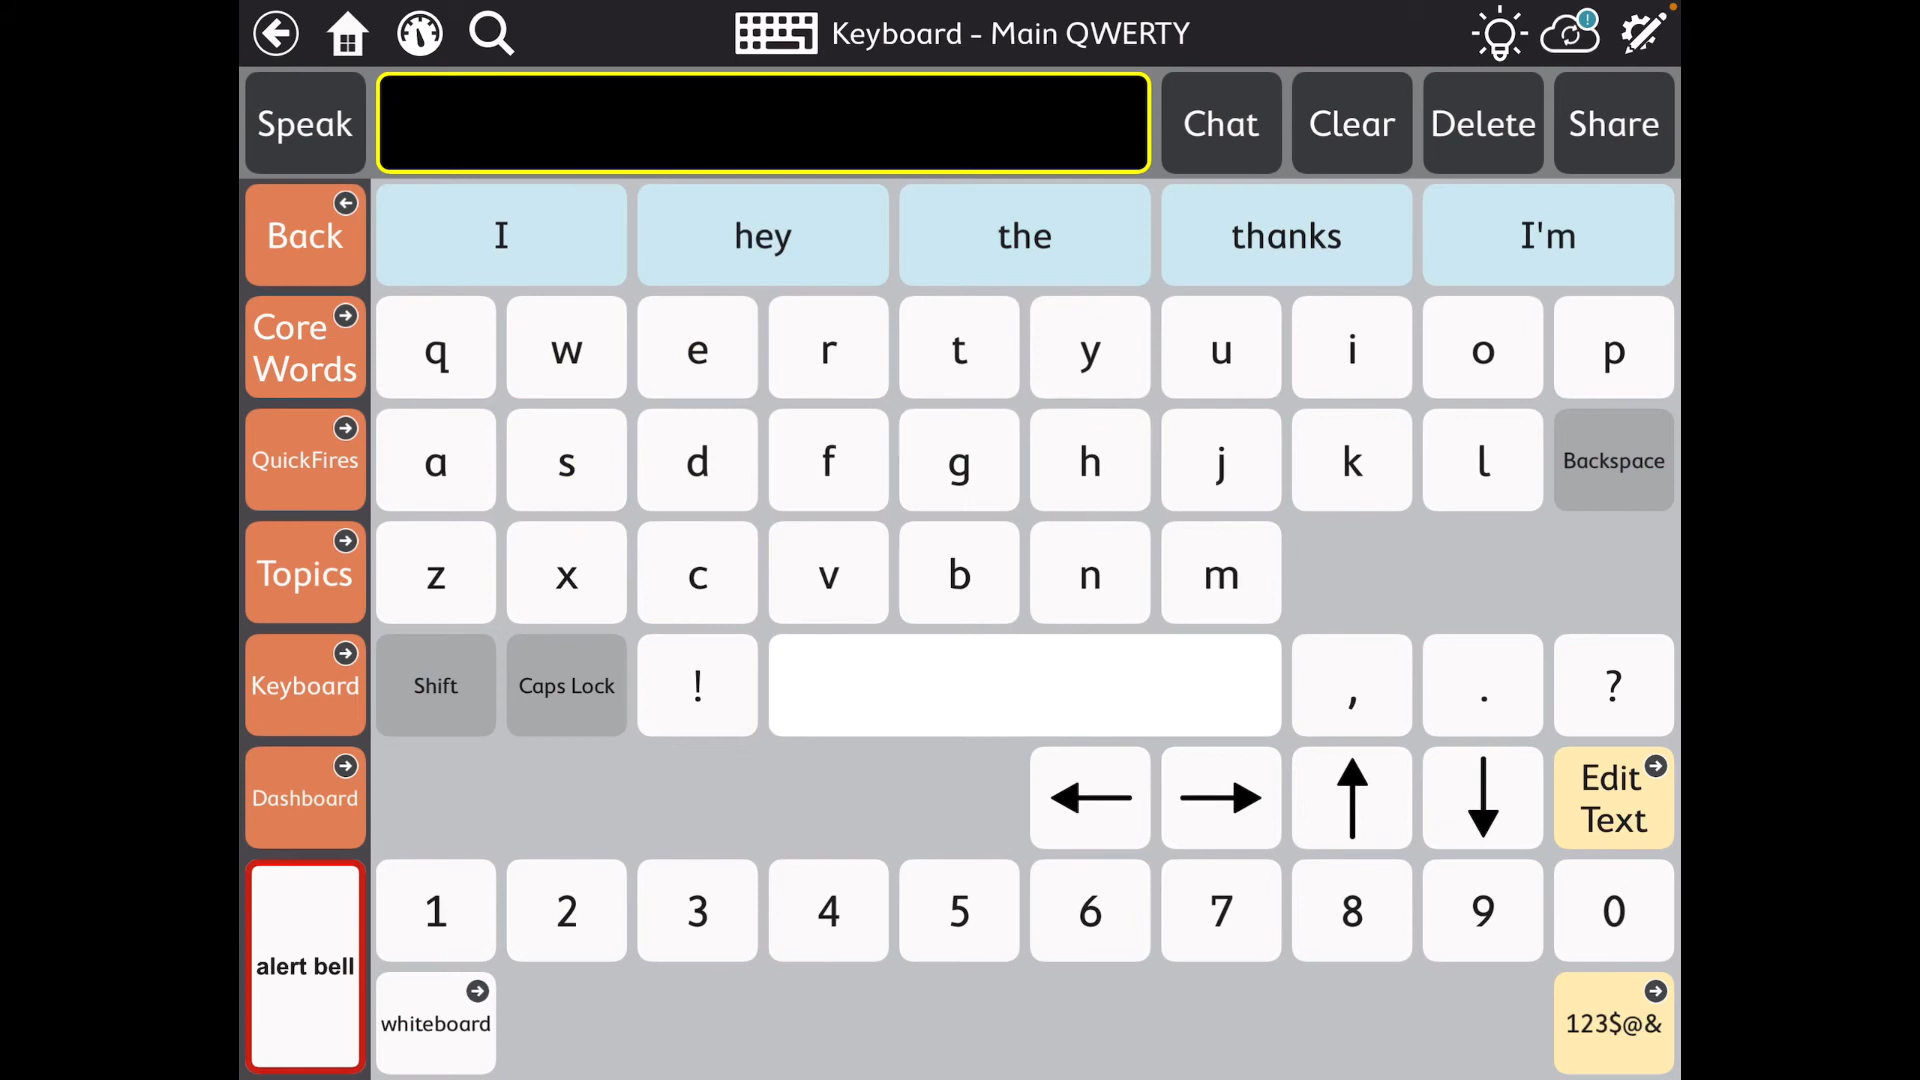 Keyboard - Main QWERTY
Speak
Chat
Clear
Delete
Share
Back
I
hey
the
thanks
I'm
Core
Words
q
w
e
r
t
y
u
i
o
p
QuickFires
a
s
d
f
g
h
j
k
l
Backspace
Topics
z
x
c
v
b
n
m
Keyboard
Shift
Caps Lock
!
,
.
?
Dashboard
Edit
Text
alert bell
1
2
3
4
5
6
7
8
9
0
whiteboard
123$@&